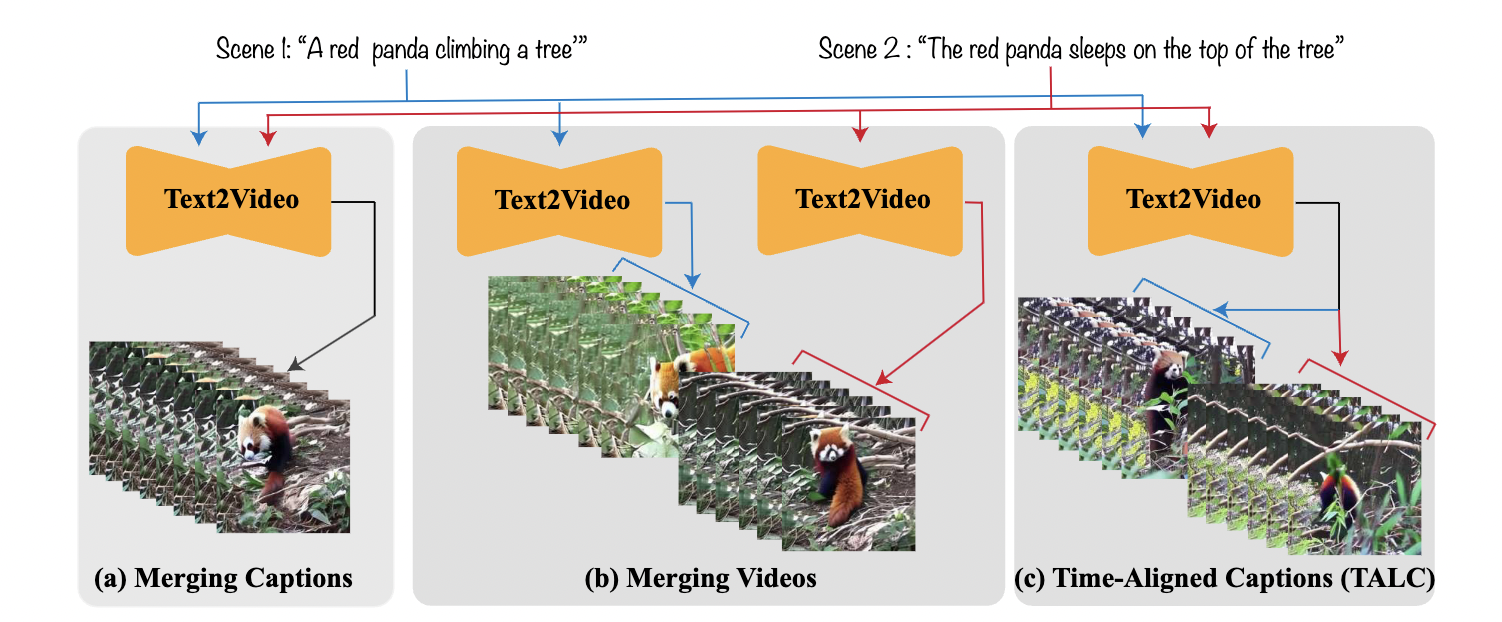 Scene 1: “A red panda climbing a tree’”
Scene 2 : “The red panda sleeps on the top of the tree”
Text2Video
Text2Video
Text2Video
Text2Video
(a) Merging Captions
(b) Merging Videos
(c) Time-Aligned Captions (TALC)